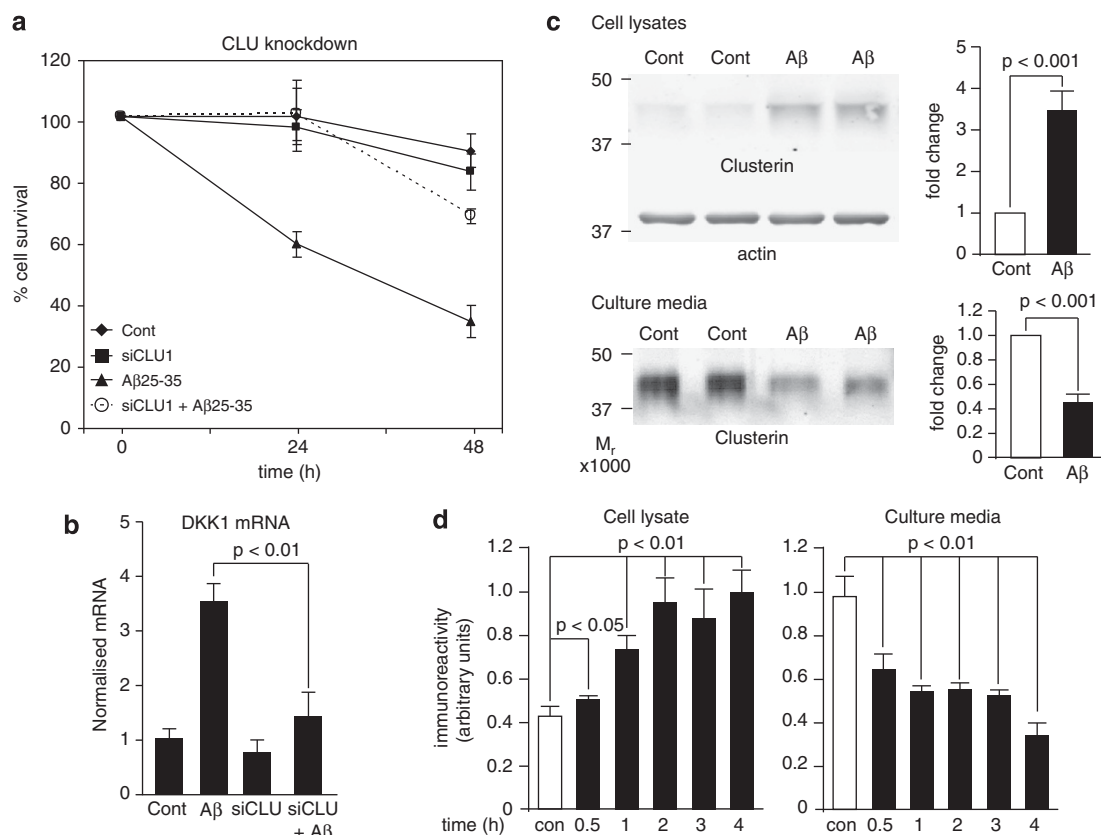 a
CLU knockdown
120
100
80
60
40
20
0
% cell survival
Cont
siCLU1
Aβ25-35
siCLU1 + Aβ25-35
0 24 48
time (h)
b
DKK1 mRNA
5
4
3
2
1
0
Normalised mRNA
p < 0.01
Cont Aβ siCLU siCLU
+ Aβ
c
Cell lysates
Cont Cont Aβ Aβ
50
37
Clusterin
37
actin
p < 0.001
5
4
3
2
1
0
fold change
Cont Aβ
Culture media
Cont Cont Aβ Aβ
50
37
Mr
x1000
Clusterin
p < 0.001
1.2
1.0
0.8
0.6
0.4
0.2
0
fold change
Cont Aβ
d
Cell lysate
p < 0.01
p < 0.05
1.2
1.0
0.8
0.6
0.4
0.2
0.0
immunoreactivity
(arbitrary units)
time (h) con 0.5 1 2 3 4
Culture media
p < 0.01
1.2
1.0
0.8
0.6
0.4
0.2
0.0
con 0.5 1 2 3 4